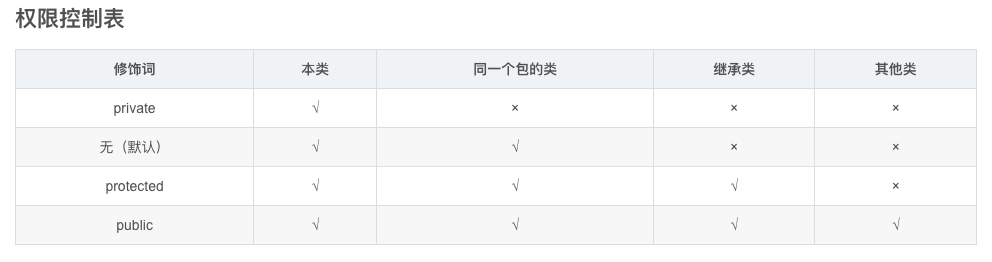 权限控制表
修饰词 本类 同一个包的类 继承类 其他类
private √ × × ×
无（默认） √ √ × ×
protected √ √ √ ×
public √ √ √ √